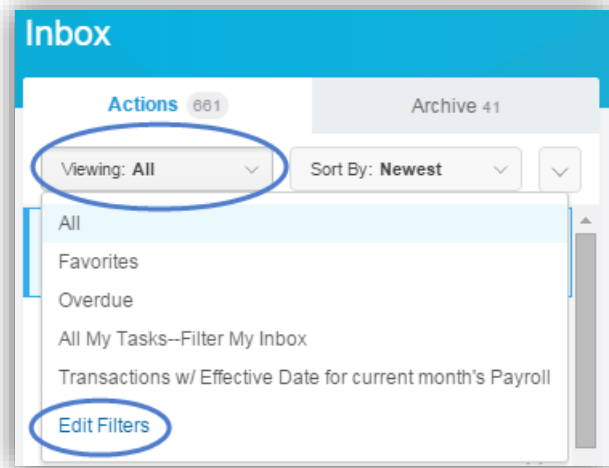 Inbox
Actions 661 Archive 41
Viewing: All Sort By: Newest
All
Favorites
Overdue
All My Tasks--Filter My Inbox
Transactions w/ Effective Date for current month's Payroll
Edit Filters